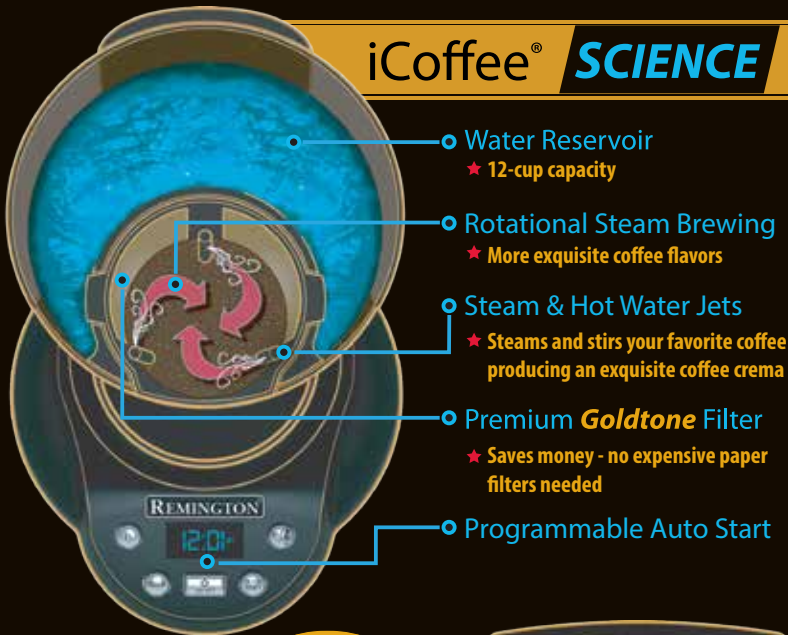 iCoffee® SCIENCE
Water Reservoir
12-cup capacity
Rotational Steam Brewing
More exquisite coffee flavors
Steam & Hot Water Jets
Steams and stirs your favorite coffee
producing an exquisite coffee crema
Premium Goldtone Filter
Saves money - no expensive paper
filters needed
Programmable Auto Start
REMINGTON
12:01